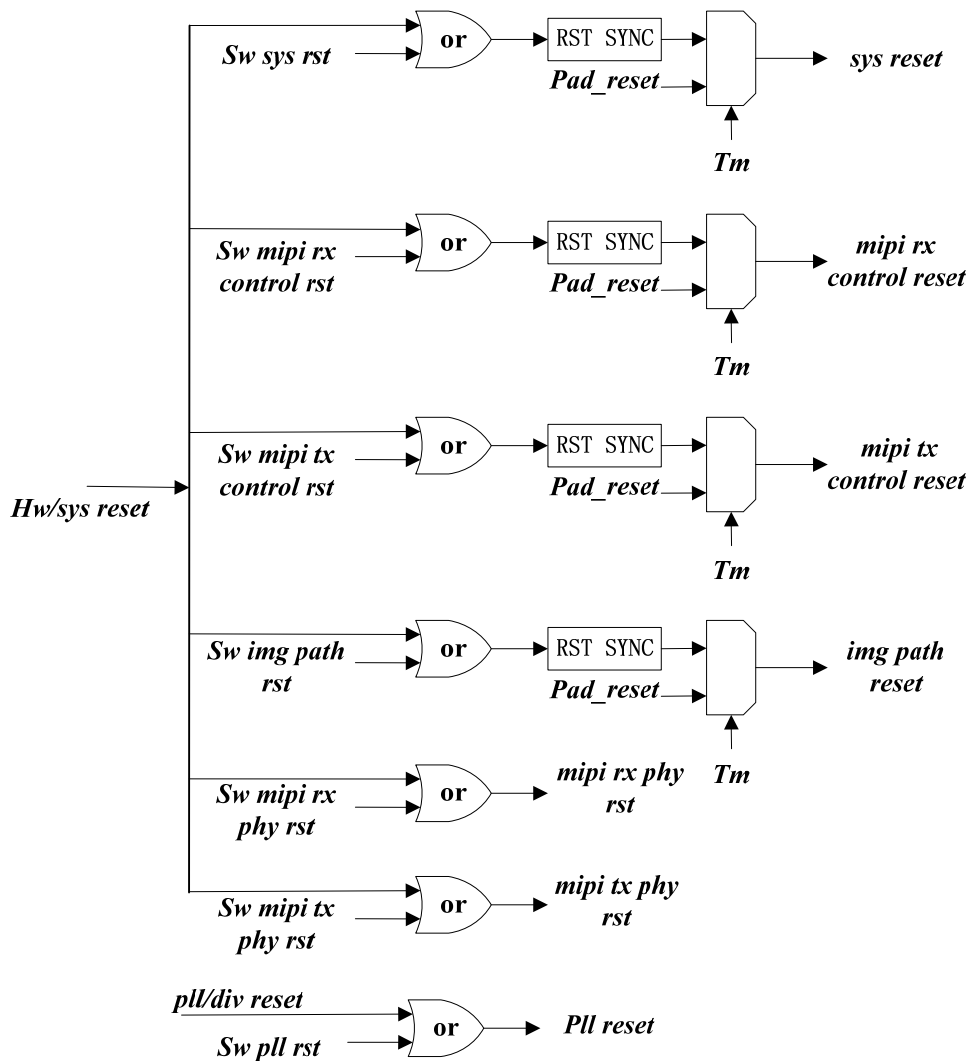 or
RST SYNC
Sw sys rst
Pad_reset
sys reset
Tm
or
RST SYNC
Sw mipi rx
control rst
Pad_reset
mipi rx
control reset
Tm
or
RST SYNC
Sw mipi tx
control rst
Pad_reset
mipi tx
control reset
Hw/sys reset
Tm
or
RST SYNC
Sw img path
rst
Pad_reset
img path
reset
Tm
Sw mipi rx
phy rst
or
mipi rx phy
rst
Sw mipi tx
phy rst
or
mipi tx phy
rst
pll/div reset
Sw pll rst
or
Pll reset